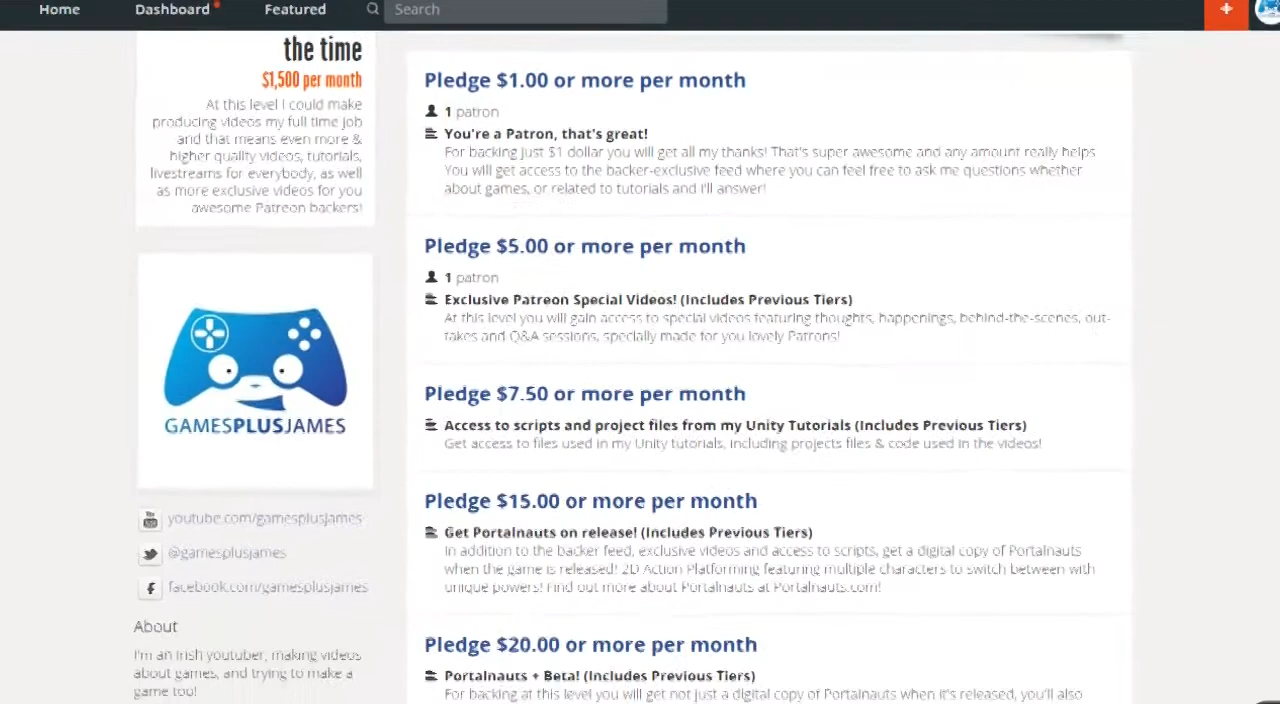 Home Dashboard Featured Search
the time
$1,500 per month
At this level I could make
producing videos my full time job
and that means even more &
higher quality videos, tutorials,
livestreams for everybody, as well
as more exclusive videos for you
awesome Patreon backers!
GAMESPLUSJAMES
youtube.com/gamesplusjames
@gamesplusjames
facebook.com/gamesplusjames
About
I'm an Irish youtuber, making videos
about games, and trying to make a
game too!
Pledge $1.00 or more per month
1 patron
You're a Patron, that's great!
For backing just $1 dollar you will get all my thanks! That's super awesome and any amount really helps
You will get access to the backer-exclusive feed where you can feel free to ask me questions whether
about games, or related to tutorials and I'll answer!
Pledge $5.00 or more per month
1 patron
Exclusive Patreon Special Videos! (Includes Previous Tiers)
At this level you will gain access to special videos featuring thoughts, happenings, behind-the-scenes, out-
takes and Q&A sessions, specially made for you lovely Patrons!
Pledge $7.50 or more per month
Access to scripts and project files from my Unity Tutorials (Includes Previous Tiers)
Get access to files used in my Unity tutorials, including projects files & code used in the videos!
Pledge $15.00 or more per month
Get Portalnauts on release! (Includes Previous Tiers)
In addition to the backer feed, exclusive videos and access to scripts, get a digital copy of Portalnauts
when the game is released! 2D Action Platforming featuring multiple characters to switch between with
unique powers! Find out more about Portalnauts at Portalnauts.com!
Pledge $20.00 or more per month
Portalnauts + Beta! (Includes Previous Tiers)
For backing at this level you will get not just a digital copy of Portalnauts when it's released, you'll also